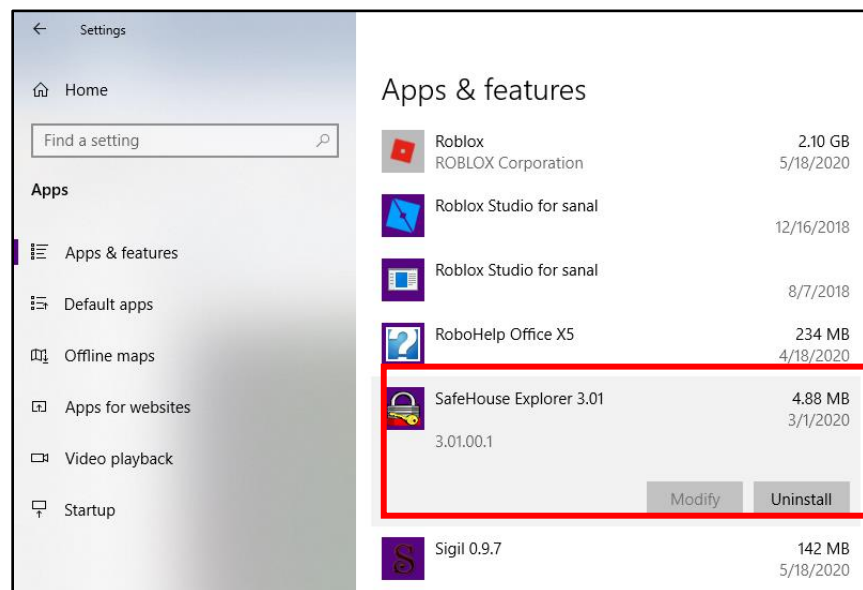 Settings
Home
Find a setting
Apps
Apps & features
Default apps
Offline maps
Apps for websites
Video playback
Startup
Apps & features
Roblox 2.10 GB
ROBLOX Corporation 5/18/2020
Roblox Studio for sanal
12/16/2018
Roblox Studio for sanal
8/7/2018
RoboHelp Office X5 234 MB
4/18/2020
SafeHouse Explorer 3.01 4.88 MB
3/1/2020
3.01.00.1
Modify Uninstall
Sigil 0.9.7 142 MB
5/18/2020